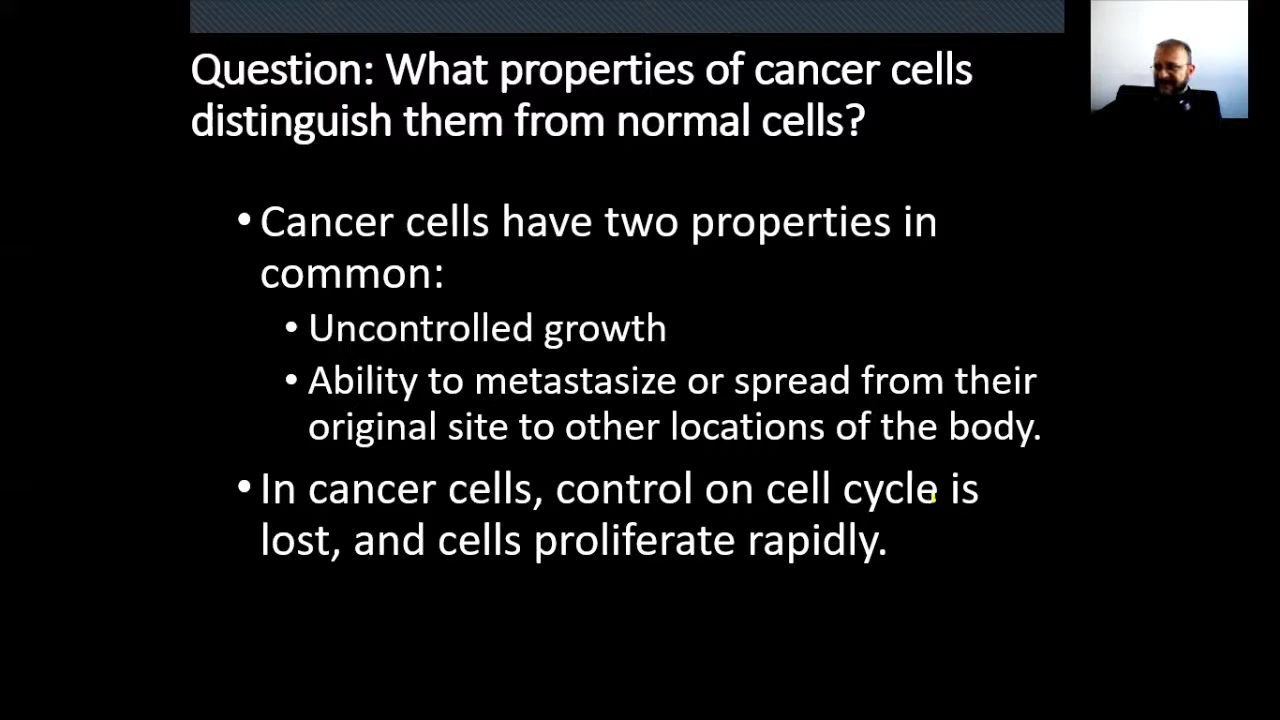 Question: What properties of cancer cells
distinguish them from normal cells?
• Cancer cells have two properties in
common:
• Uncontrolled growth
• Ability to metastasize or spread from their
original site to other locations of the body.
• In cancer cells, control on cell cycle is
lost, and cells proliferate rapidly.